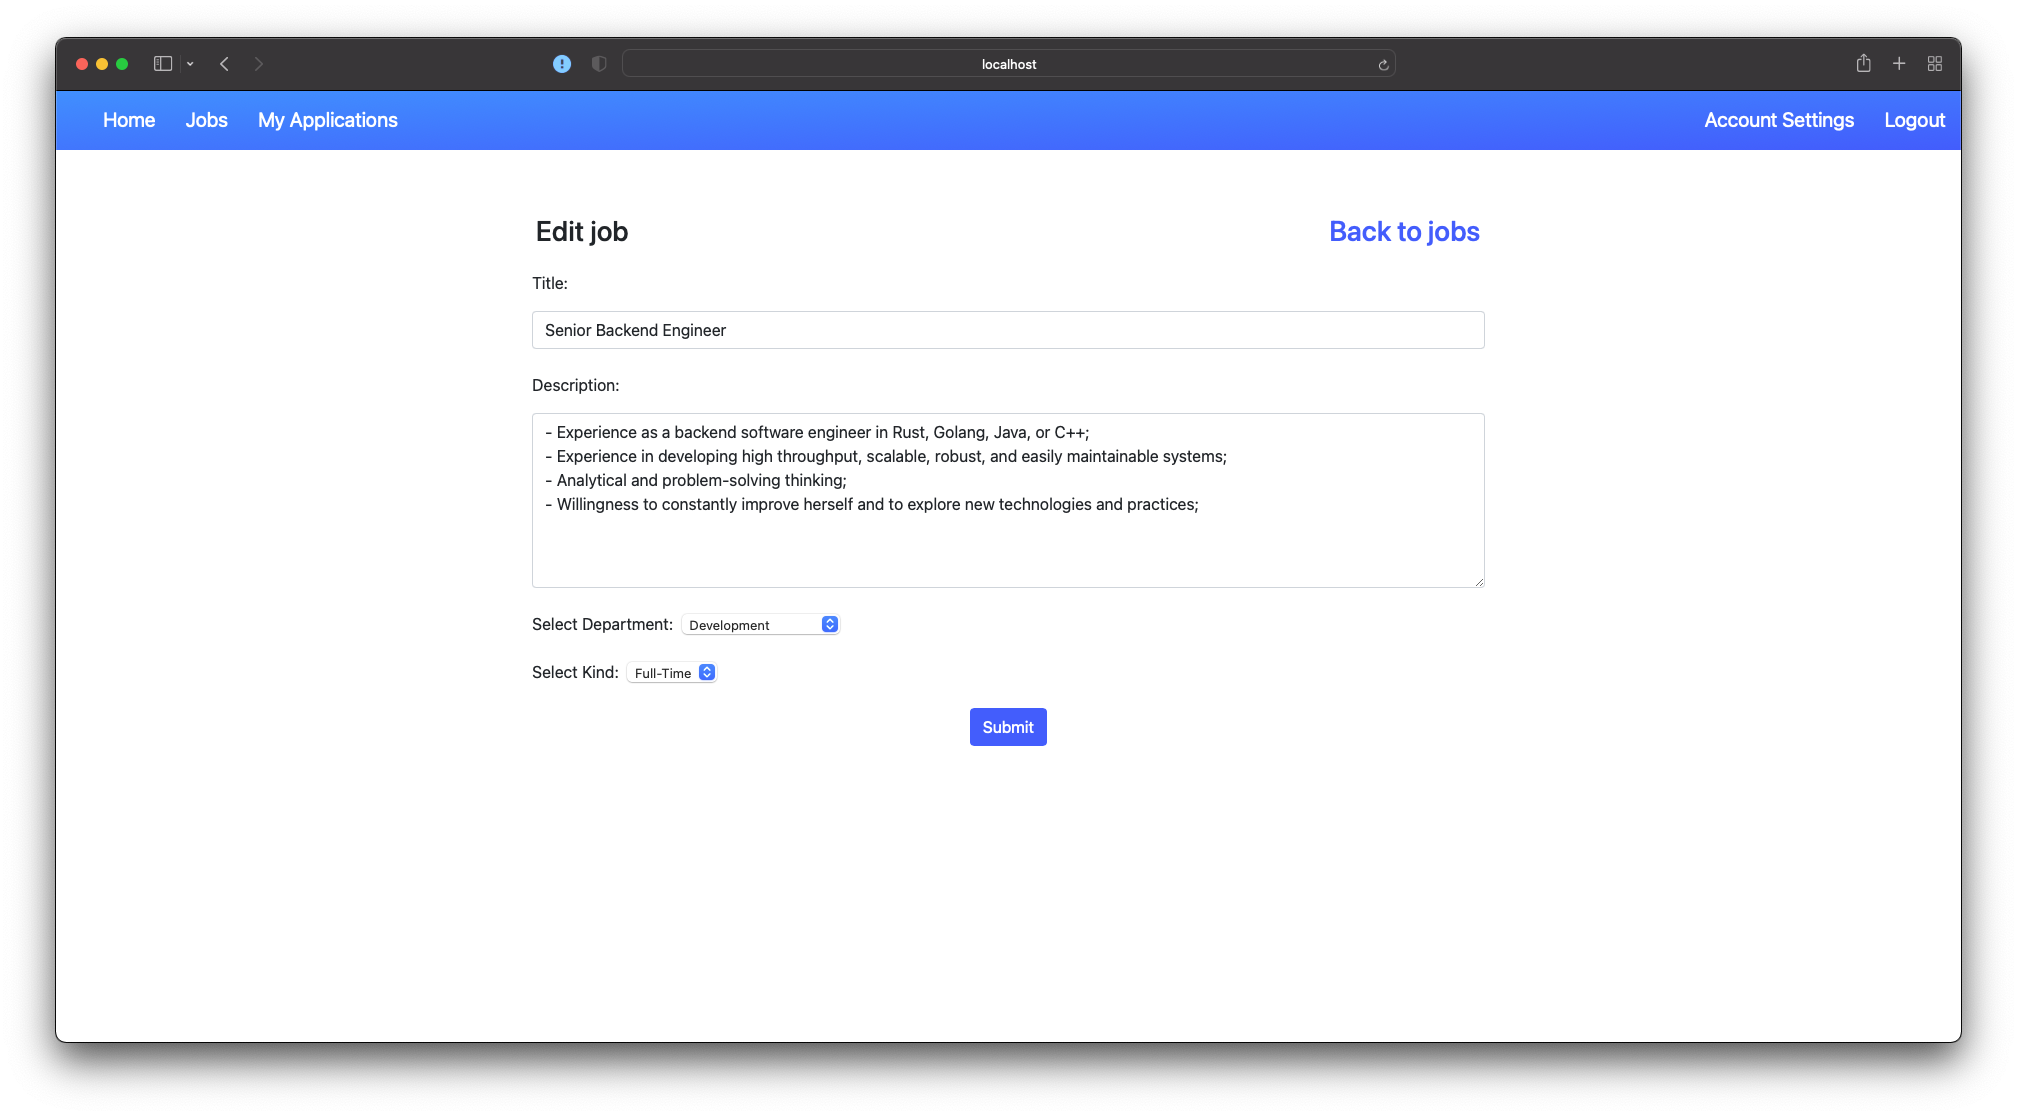 localhost
Home Jobs My Applications Account Settings Logout
Edit job Back to jobs
Title:
Senior Backend Engineer
Description:
- Experience as a backend software engineer in Rust, Golang, Java, or C++;
- Experience in developing high throughput, scalable, robust, and easily maintainable systems;
- Analytical and problem-solving thinking;
- Willingness to constantly improve herself and to explore new technologies and practices;
Select Department: Development
Select Kind: Full-Time
Submit